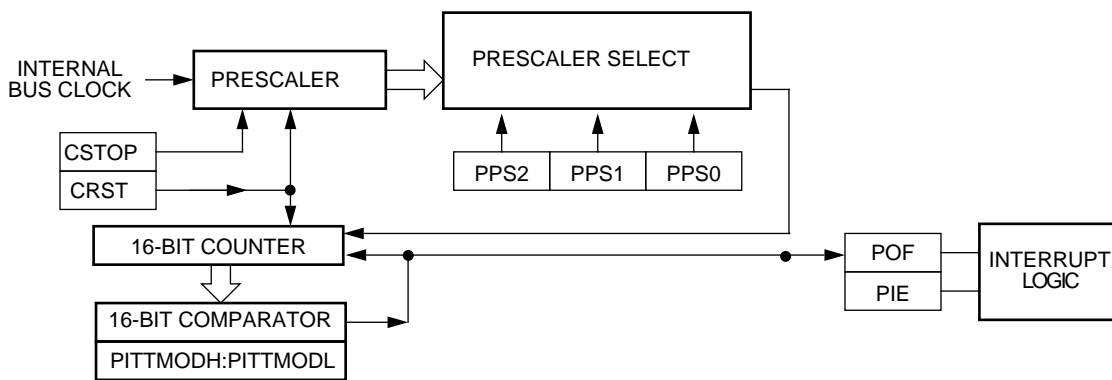 INTERNAL
BUS CLOCK
PRESCALER
PRESCALER SELECT
CSTOP
CRST
PPS2
PPS1
PPS0
16-BIT COUNTER
POF
PIE
INTERRUPT
LOGIC
16-BIT COMPARATOR
PITTMODH:PITTMODL